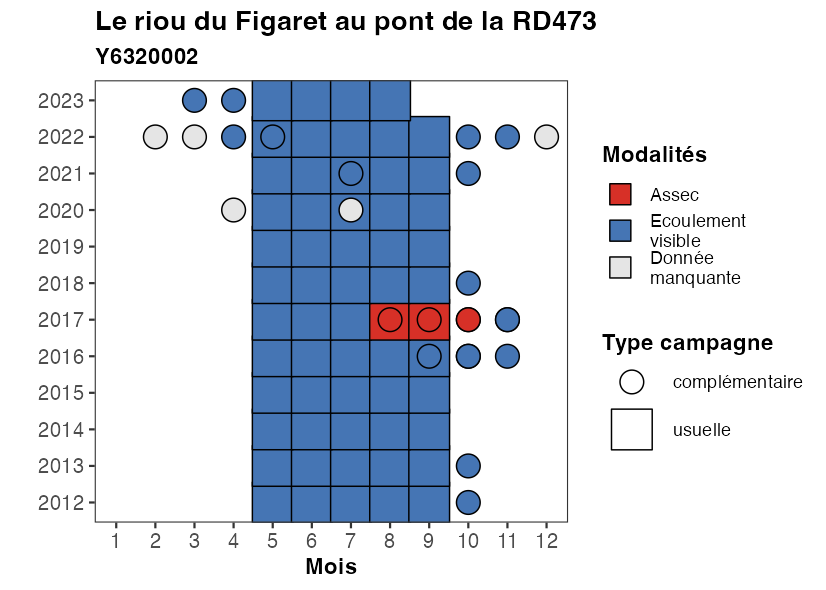 Le riou du Figaret au pont de la RD473
Y6320002
2023
2022
2021
2020
2019
2018
2017
2016
2015
2014
2013
2012
1 2 3 4 5 6 7 8 9 10 11 12
Mois
Modalités
Assec
Ecoulement
visible
Donnée
manquante
Type campagne
complémentaire
usuelle